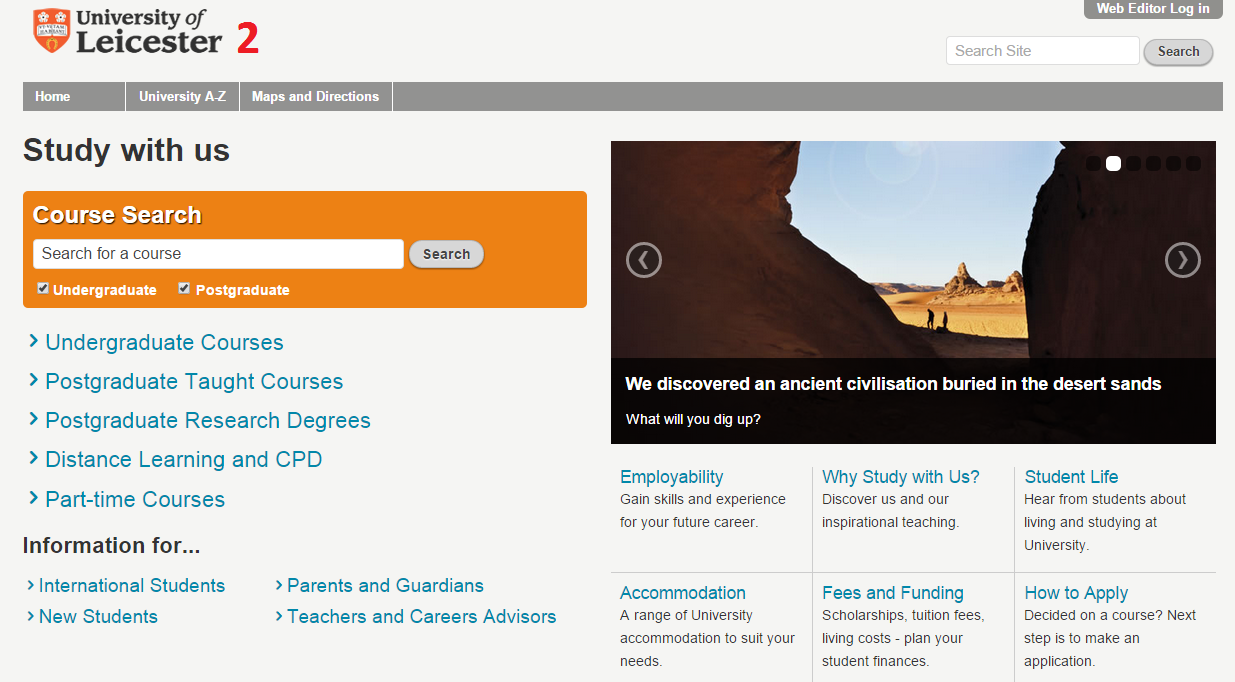 Web Editor Log in
University of
Leicester 2
Search Site
Search
Home
University A-Z
Maps and Directions
Study with us
Course Search
Search for a course
Search
Undergraduate
Postgraduate
Undergraduate Courses
Postgraduate Taught Courses
Postgraduate Research Degrees
Distance Learning and CPD
Part-time Courses
Information for...
International Students
Parents and Guardians
New Students
Teachers and Careers Advisors
We discovered an ancient civilisation buried in the desert sands
What will you dig up?
Employability
Gain skills and experience
for your future career.
Why Study with Us?
Discover us and our
inspirational teaching.
Student Life
Hear from students about
living and studying at
University.
Accommodation
A range of University
accommodation to suit your
needs.
Fees and Funding
Scholarships, tuition fees,
living costs - plan your
student finances.
How to Apply
Decided on a course? Next
step is to make an
application.